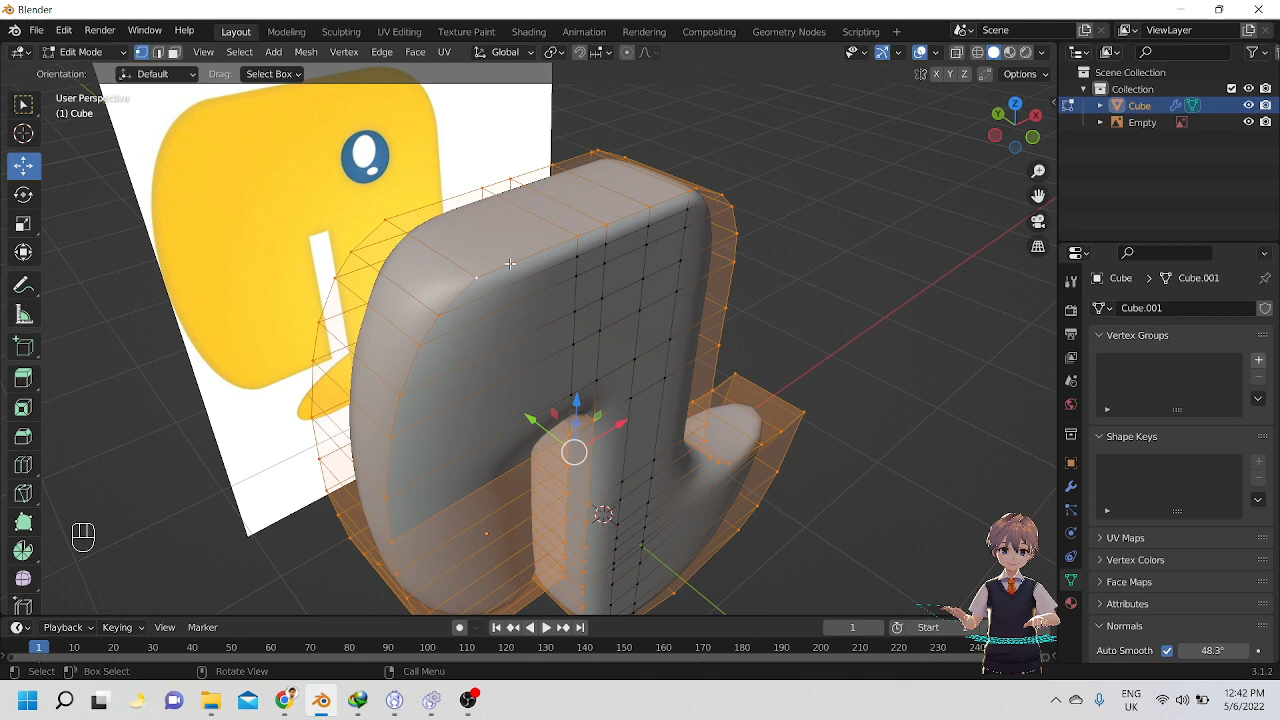 Blender
File Edit Render Window Help
Layout Modeling Sculpting UV Editing Texture Paint Shading Animation Rendering Compositing Geometry Nodes Scripting +
Scene ViewLayer
Edit Mode View Select Add Mesh Vertex Edge Face UV Global
Orientation: Default Drag: Select Box X Y Z Options
User Perspective
(1) Cube
Scene Collection
Collection
Cube
Empty
Z
Y
X
Cube Cube.001
Cube.001
Vertex Groups
Shape Keys
UV Maps
Vertex Colors
Face Maps
Attributes
Normals
Auto Smooth 48.3°
Playback Keying View Marker 1 Start
1 10 20 30 40 50 60 70 80 90 100 110 120 130 140 150 160 170 180 190 200 210 220 230 240
Select Box Select Rotate View Call Menu 3.1.2
ENG
UK
12:42 PM
5/6/2022